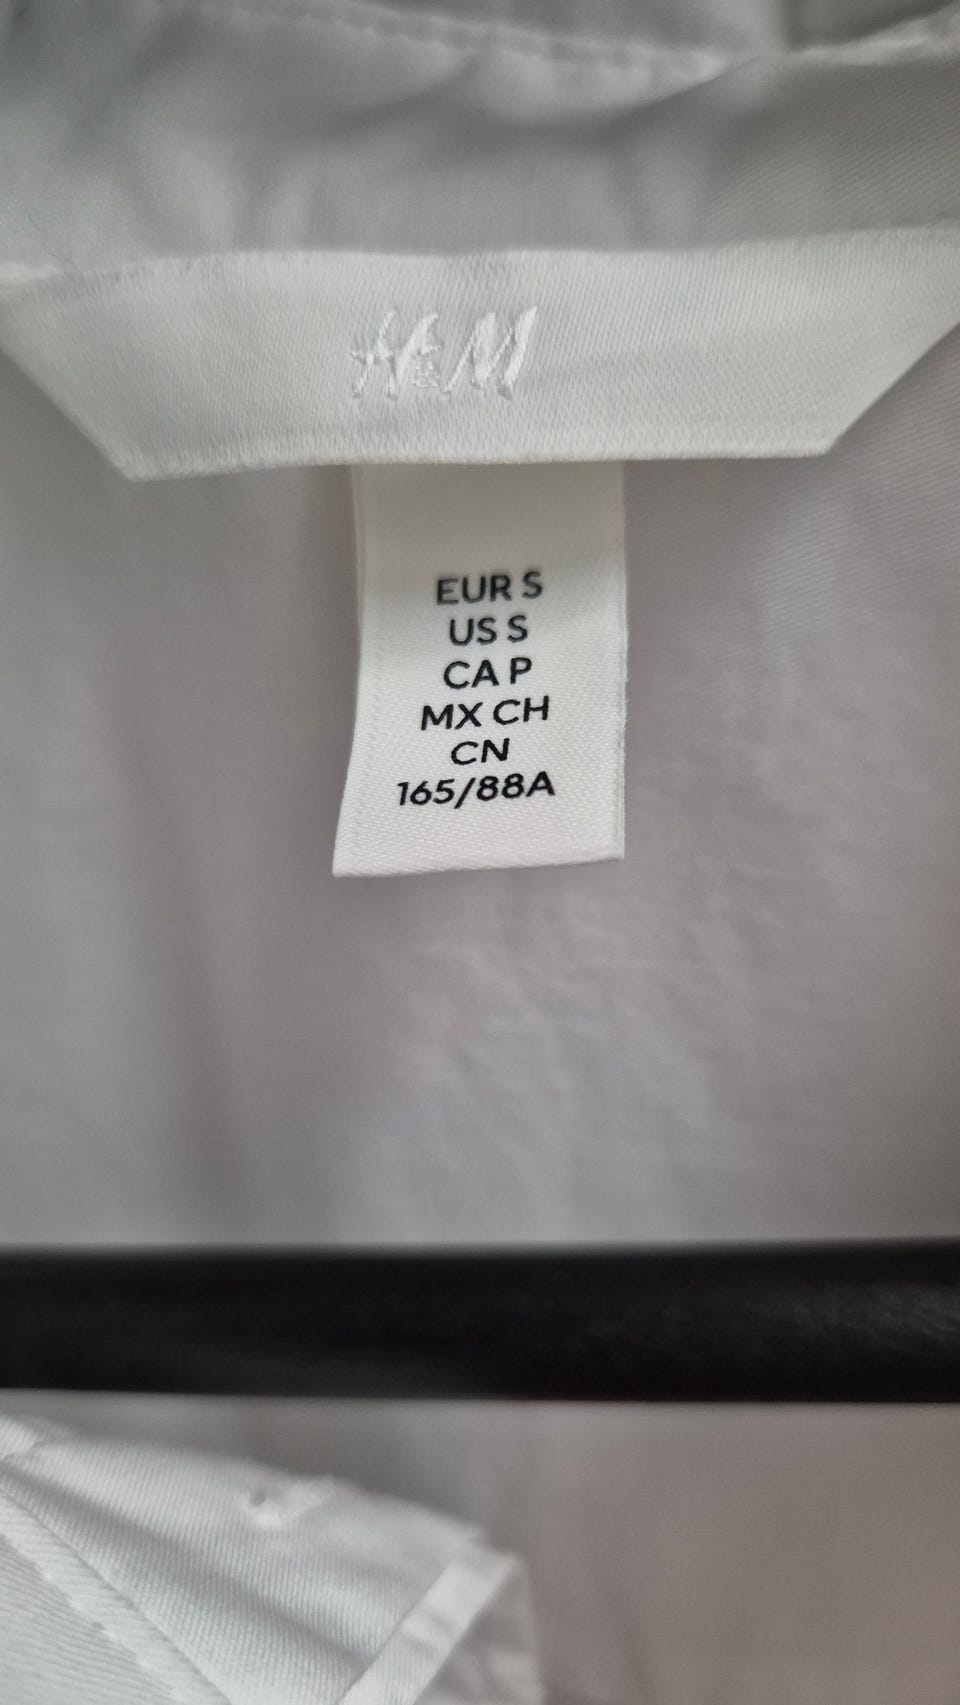 H&M
EUR S
US S
CA P
MX CH
CN
165/88A